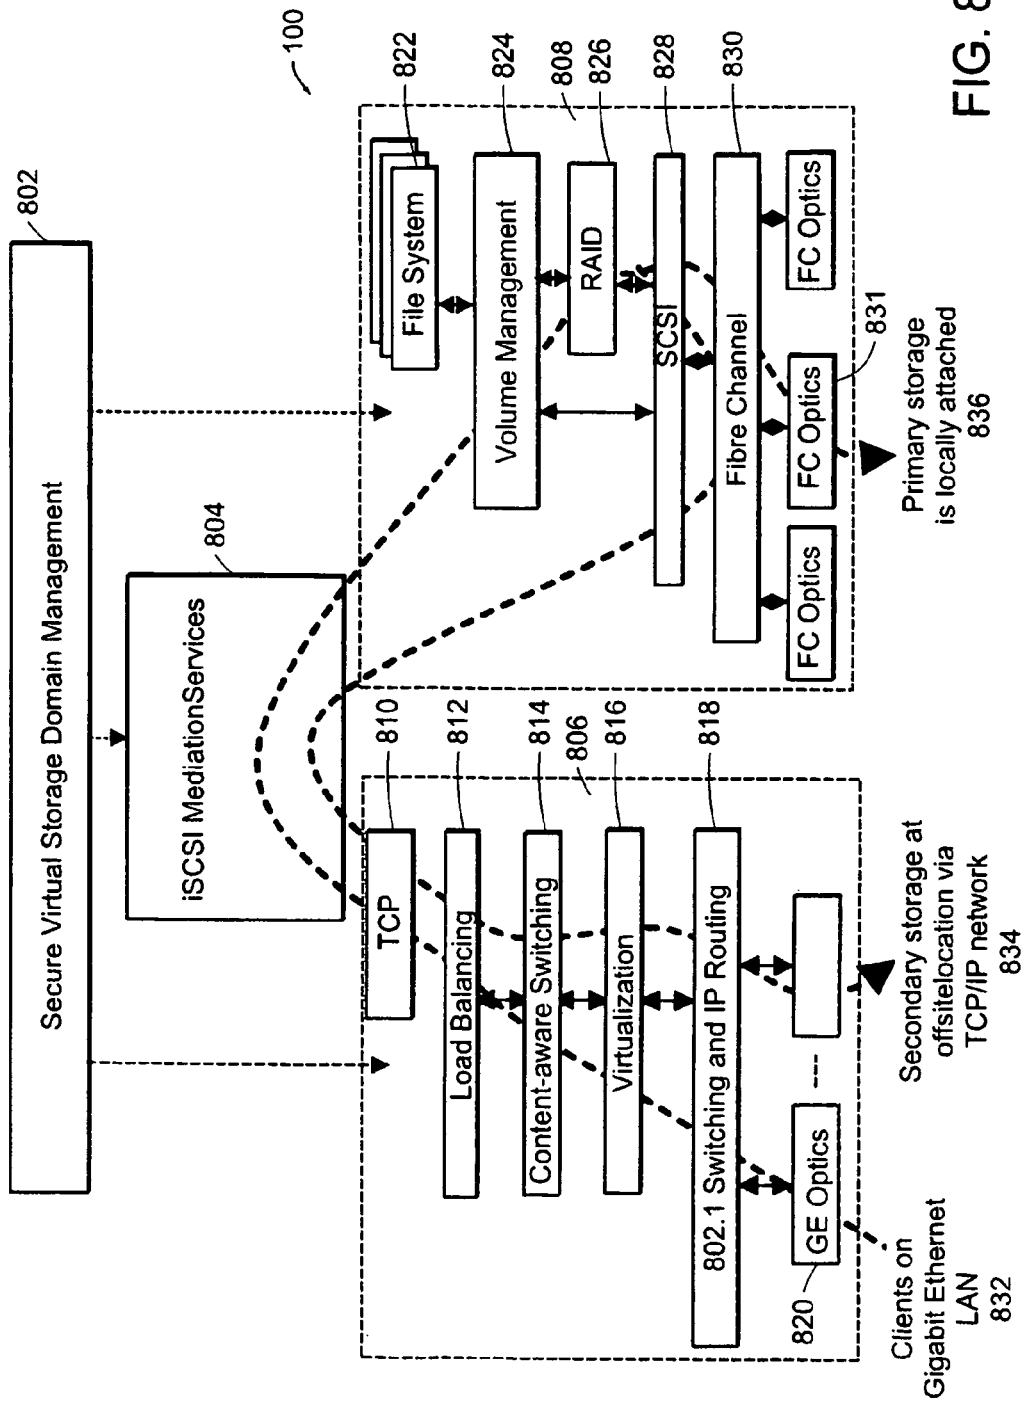 100
802
Secure Virtual Storage Domain Management
804
iSCSI MediationServices
810
TCP
812
Load Balancing
814
Content-aware Switching
806
816
Virtualization
818
802.1 Switching and IP Routing
820
GE Optics
Clients on
Gigabit Ethernet
LAN
832
Secondary storage at
offsitelocation via
TCP/IP network
834
822
File System
824
Volume Management
808
826
RAID
828
SCSI
830
Fibre Channel
FC Optics
FC Optics
FC Optics
831
Primary storage
is locally attached
836
FIG. 8